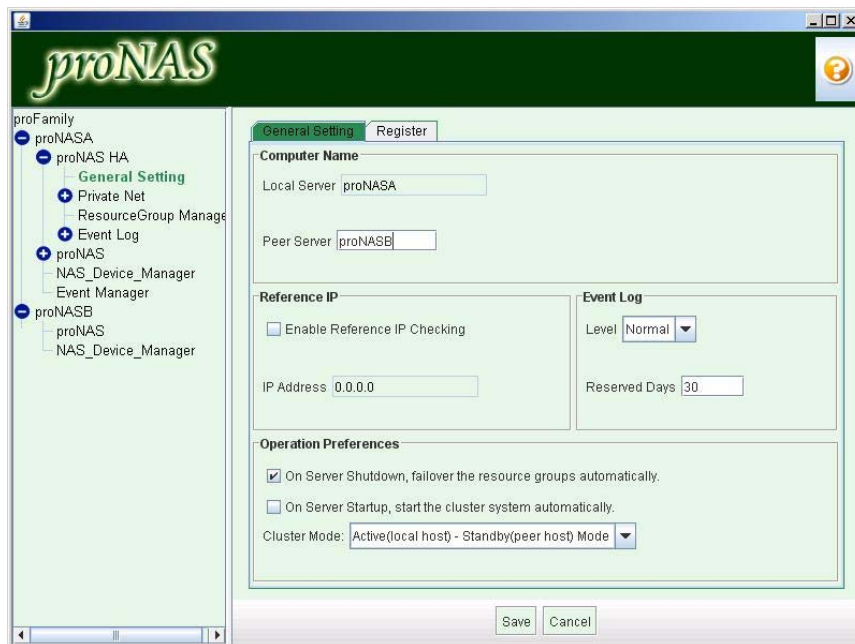 proNAS
proFamily
proNASA
proNAS HA
General Setting
Private Net
ResourceGroup Manage
Event Log
proNAS
NAS_Device_Manager
Event Manager
proNASB
proNAS
NAS_Device_Manager
General Setting
Register
Computer Name
Local Server proNASA
Peer Server proNASB
Reference IP
Enable Reference IP Checking
IP Address 0.0.0.0
Event Log
Level Normal
Reserved Days 30
Operation Preferences
On Server Shutdown, failover the resource groups automatically.
On Server Startup, start the cluster system automatically.
Cluster Mode: Active(local host) - Standby(peer host) Mode
Save Cancel